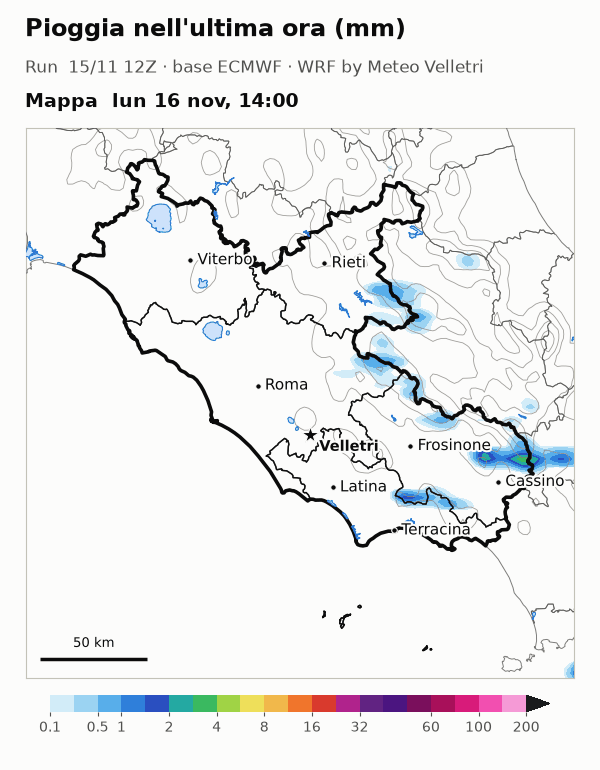 Pioggia nell'ultima ora (mm)
Run  15/11 12Z · base ECMWF · WRF by Meteo Velletri
Mappa  lun 16 nov, 14:00
Viterbo
Rieti
Roma
Velletri
Frosinone
Cassino
Latina
Terracina
50 km
0.1 0.5 1 2 4 8 16 32 60 100 200